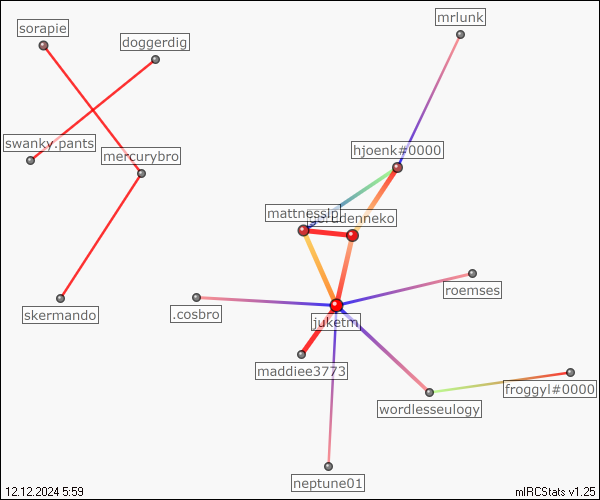 mrlunk
sorapie
doggerdig
swanky.pants
mercurybro
hjoenk#0000
mattnesslp
juketm
roemses
.cosbro
skermando
maddiee3773
froggyl#0000
wordlesseulogy
neptune01
12.12.2024 5:59
mIRCStats v1.25